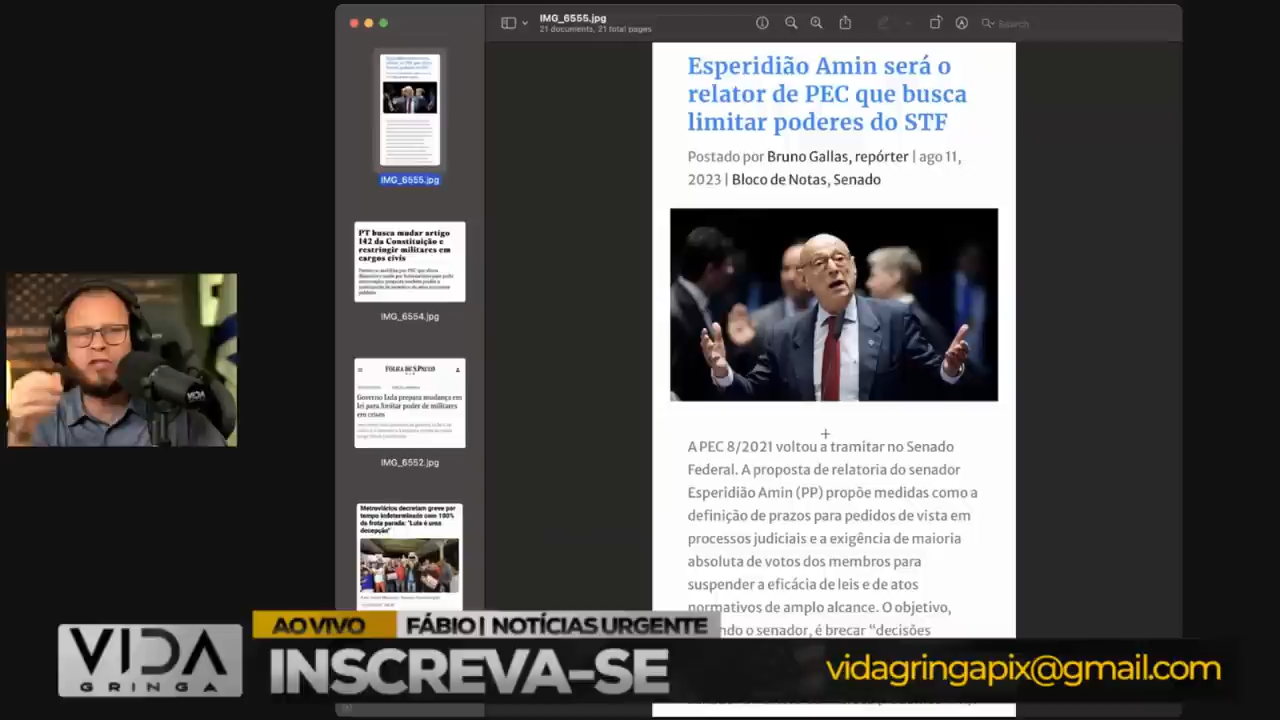 IMG_6555.jpg
21 documents, 21 total pages
Search
IMG_6555.jpg
PT busca mudar artigo
142 da Constituição e
restringir militares em
cargos civis
IMG_6554.jpg
FOLHA DE S.PAULO
Governo Lula prepara mudança em
lei para limitar poder de militares
em crises
IMG_6552.jpg
Metroviários decretam greve por
tempo indeterminado com 100%
da frota parada: "Lula é uma
decepção"
Esperidião Amin será o
relator de PEC que busca
limitar poderes do STF
Postado por Bruno Gallas, repórter | ago 11,
2023 | Bloco de Notas, Senado
A PEC 8/2021 voltou a tramitar no Senado
Federal. A proposta de relatoria do senador
Esperidião Amin (PP) propõe medidas como a
definição de prazo para pedidos de vista em
processos judiciais e a exigência de maioria
absoluta de votos dos membros para
suspender a eficácia de leis e de atos
normativos de amplo alcance. O objetivo,
ndo o senador, é brecar “decisões
VIDA
GRINGA
AO VIVO
FÁBIO | NOTÍCIAS URGENTE
INSCREVA-SE
vidagringapix@gmail.com